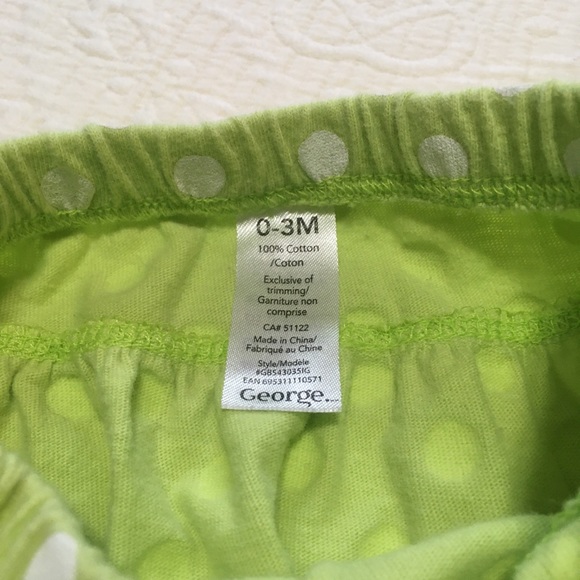 0-3M
100% Cotton
/Coton
Exclusive of
trimming/
Garniture non
comprise
CA# 51122
Made in China/
Fabriqué au Chine
Style/Modèle
#GB543035IG
EAN 695311110571
George...